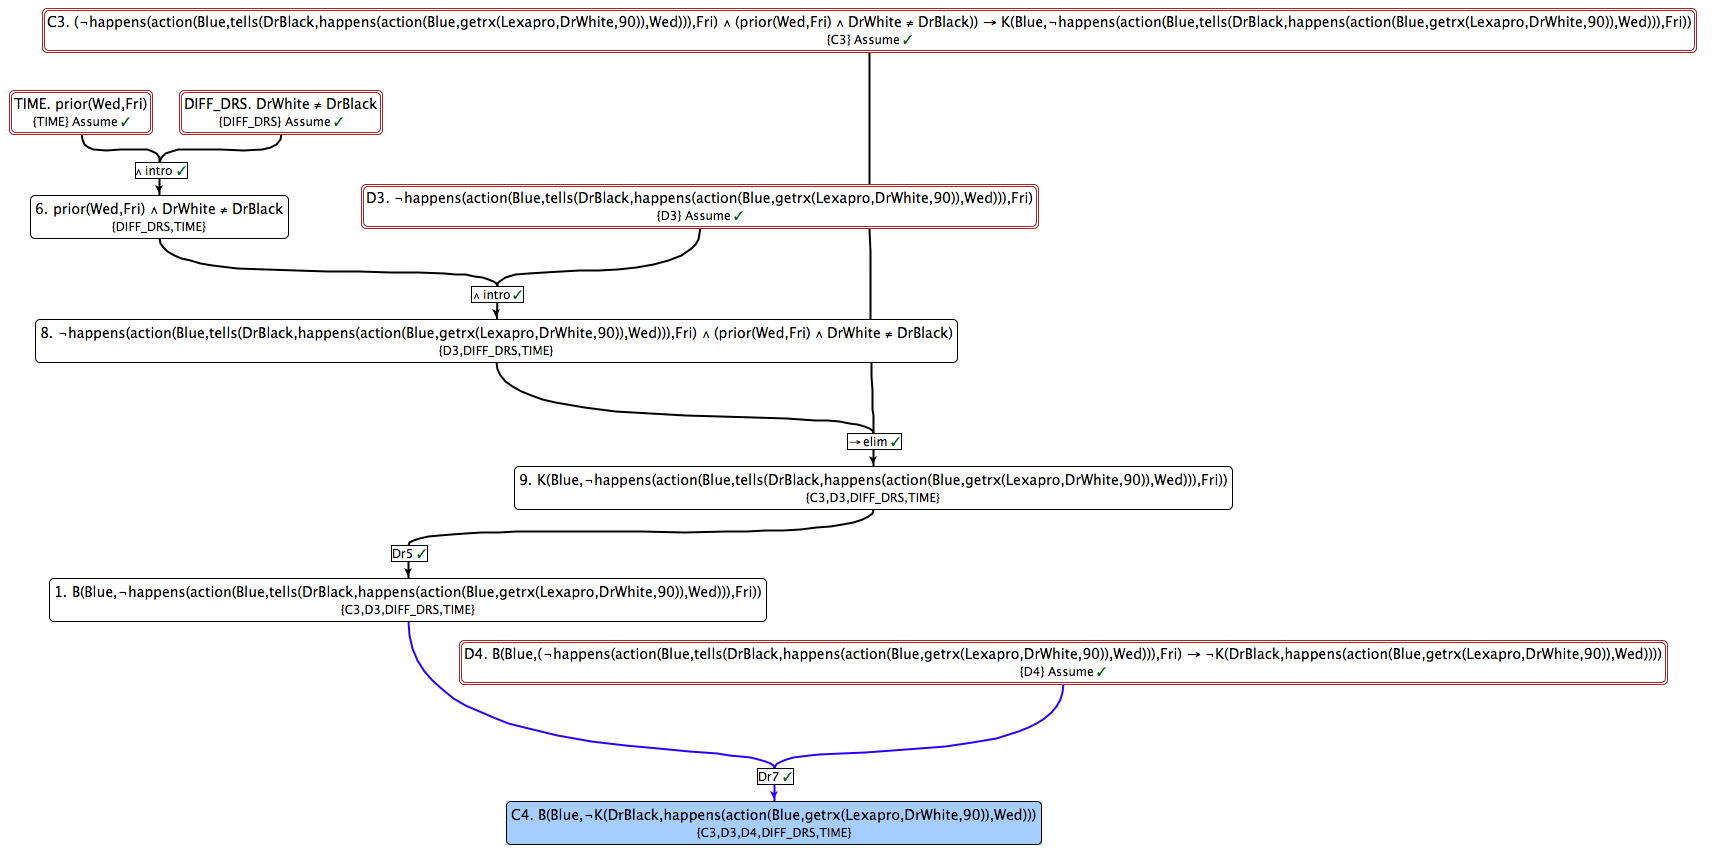 C3. (¬happens(action(Blue,tells(DrBlack,happens(action(Blue,getrx(Lexapro,DrWhite,90)),Wed))),Fri) ∧ (prior(Wed,Fri) ∧ DrWhite ≠ DrBlack)) → K(Blue,¬happens(action(Blue,tells(DrBlack,happens(action(Blue,getrx(Lexapro,DrWhite,90)),Wed))),Fri))
{C3} Assume ✓
TIME. prior(Wed,Fri)
{TIME} Assume ✓
DIFF_DRS. DrWhite ≠ DrBlack
{DIFF_DRS} Assume ✓
∧ intro ✓
6. prior(Wed,Fri) ∧ DrWhite ≠ DrBlack
{DIFF_DRS,TIME}
D3. ¬happens(action(Blue,tells(DrBlack,happens(action(Blue,getrx(Lexapro,DrWhite,90)),Wed))),Fri)
{D3} Assume ✓
∧ intro ✓
8. ¬happens(action(Blue,tells(DrBlack,happens(action(Blue,getrx(Lexapro,DrWhite,90)),Wed))),Fri) ∧ (prior(Wed,Fri) ∧ DrWhite ≠ DrBlack)
{D3,DIFF_DRS,TIME}
→ elim ✓
9. K(Blue,¬happens(action(Blue,tells(DrBlack,happens(action(Blue,getrx(Lexapro,DrWhite,90)),Wed))),Fri))
{C3,D3,DIFF_DRS,TIME}
Dr5 ✓
1. B(Blue,¬happens(action(Blue,tells(DrBlack,happens(action(Blue,getrx(Lexapro,DrWhite,90)),Wed))),Fri))
{C3,D3,DIFF_DRS,TIME}
D4. B(Blue,(¬happens(action(Blue,tells(DrBlack,happens(action(Blue,getrx(Lexapro,DrWhite,90)),Wed))),Fri) → ¬K(DrBlack,happens(action(Blue,getrx(Lexapro,DrWhite,90)),Wed))))
{D4} Assume ✓
Dr7 ✓
C4. B(Blue,¬K(DrBlack,happens(action(Blue,getrx(Lexapro,DrWhite,90)),Wed)))
{C3,D3,D4,DIFF_DRS,TIME}